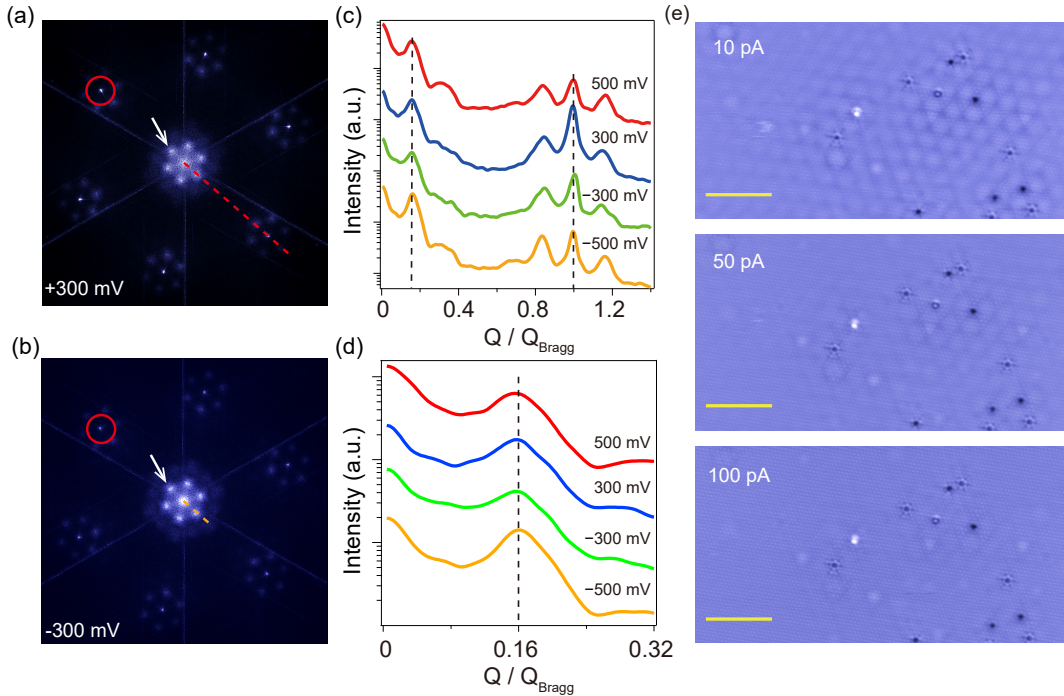 (a)
+300 mV
(b)
-300 mV
(c)
Intensity (a.u.)
500 mV
300 mV
−300 mV
−500 mV
0
0.4
0.8
1.2
Q / Q_Bragg
(d)
Intensity (a.u.)
500 mV
300 mV
−300 mV
−500 mV
0
0.16
0.32
Q / Q_Bragg
(e)
10 pA
50 pA
100 pA